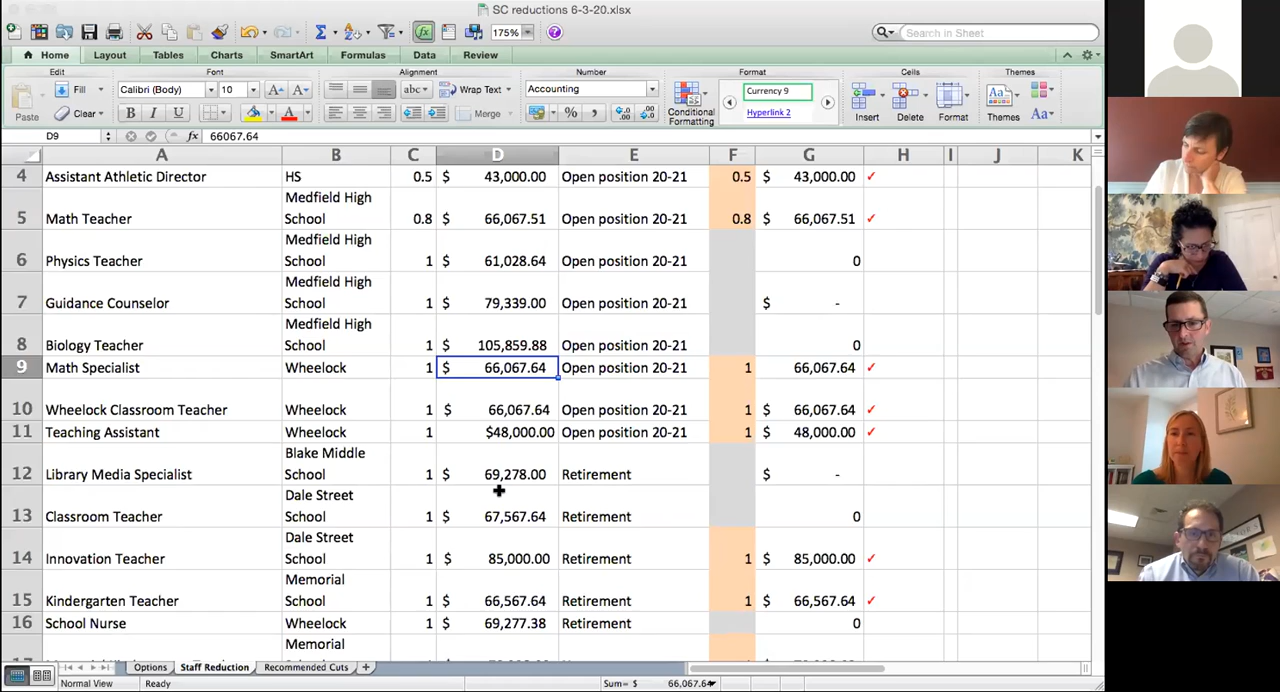 SC reductions 6-3-20.xlsx
175%
Search in Sheet
Home Layout Tables Charts SmartArt Formulas Data Review
Edit Font Alignment Number Format Cells Themes
Fill Calibri (Body) 10 A A abc Wrap Text Accounting Currency 9
Paste Clear B I U A Merge % , Conditional Formatting Hyperlink 2 Insert Delete Format Themes Aa
D9 fx 66067.64
A B C D E F G H I J K
4 Assistant Athletic Director HS 0.5 $ 43,000.00 Open position 20-21 0.5 $ 43,000.00 ✓
5 Math Teacher Medfield High School 0.8 $ 66,067.51 Open position 20-21 0.8 $ 66,067.51 ✓
6 Physics Teacher Medfield High School 1 $ 61,028.64 Open position 20-21 0
7 Guidance Counselor Medfield High School 1 $ 79,339.00 Open position 20-21 $ -
8 Biology Teacher Medfield High School 1 $ 105,859.88 Open position 20-21 0
9 Math Specialist Wheelock 1 $ 66,067.64 Open position 20-21 1 66,067.64 ✓
10 Wheelock Classroom Teacher Wheelock 1 $ 66,067.64 Open position 20-21 1 $ 66,067.64 ✓
11 Teaching Assistant Wheelock 1 $48,000.00 Open position 20-21 1 $ 48,000.00 ✓
12 Library Media Specialist Blake Middle School 1 $ 69,278.00 Retirement $ -
13 Classroom Teacher Dale Street School 1 $ 67,567.64 Retirement 0
14 Innovation Teacher Dale Street School 1 $ 85,000.00 Retirement 1 $ 85,000.00 ✓
15 Kindergarten Teacher Memorial School 1 $ 66,567.64 Retirement 1 $ 66,567.64 ✓
16 School Nurse Wheelock 1 $ 69,277.38 Retirement 0
Memorial
Options Staff Reduction Recommended Cuts +
Normal View Ready Sum= $ 66,067.64